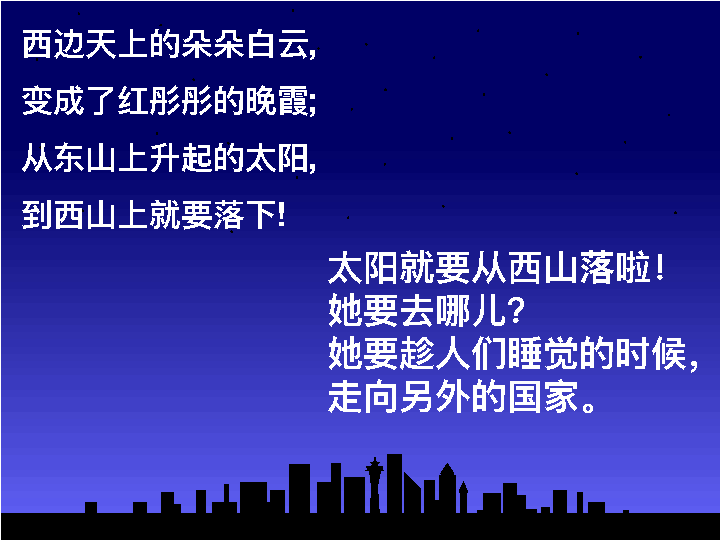 西边天上的朵朵白云,
变成了红彤彤的晚霞;
从东山上升起的太阳,
到西山上就要落下!
太阳就要从西山落啦！
她要去哪儿？
她要趁人们睡觉的时候，
走向另外的国家。